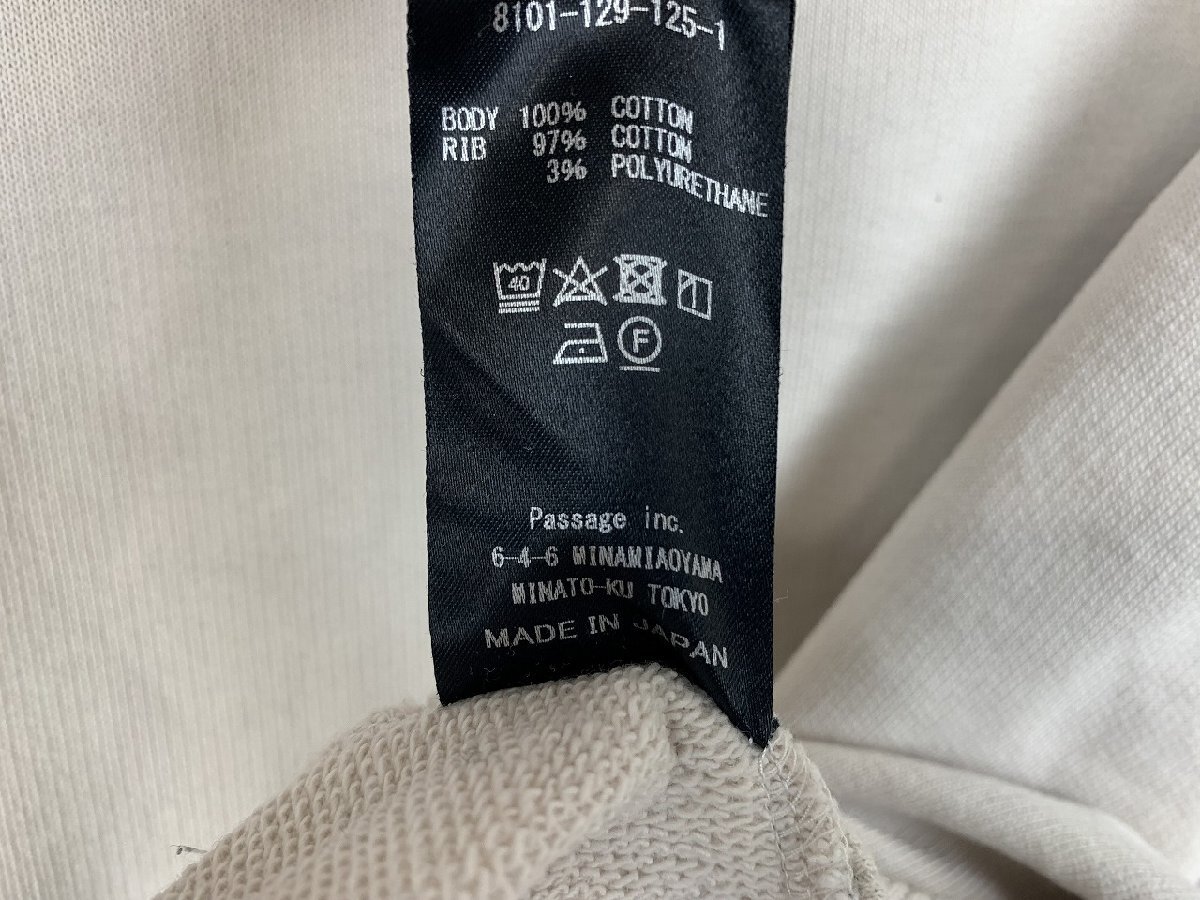 8101-129-125-1
BODY 100% COTTON
RIB 97% COTTON
3% POLYURETHANE
40
F
Passage inc.
6-4-6 MINAMIAOYAMA
MINATO-KU TOKYO
MADE IN JAPAN